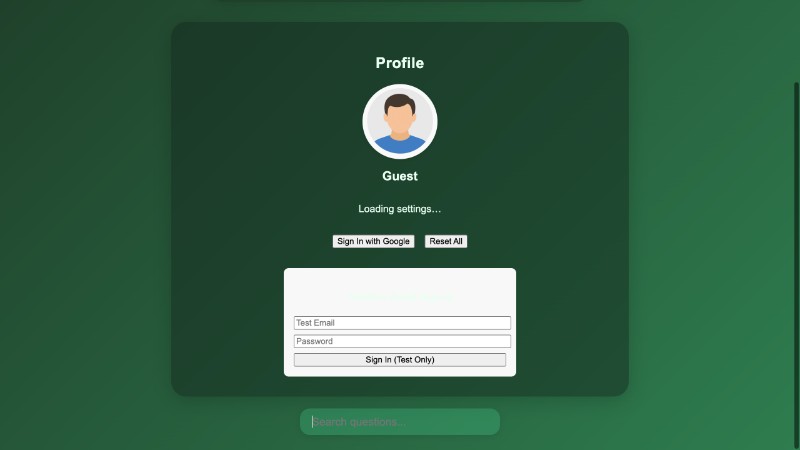 Profile
Guest
Loading settings…
Sign In with Google Reset All
Test Email
Password
Sign In (Test Only)
Search questions...